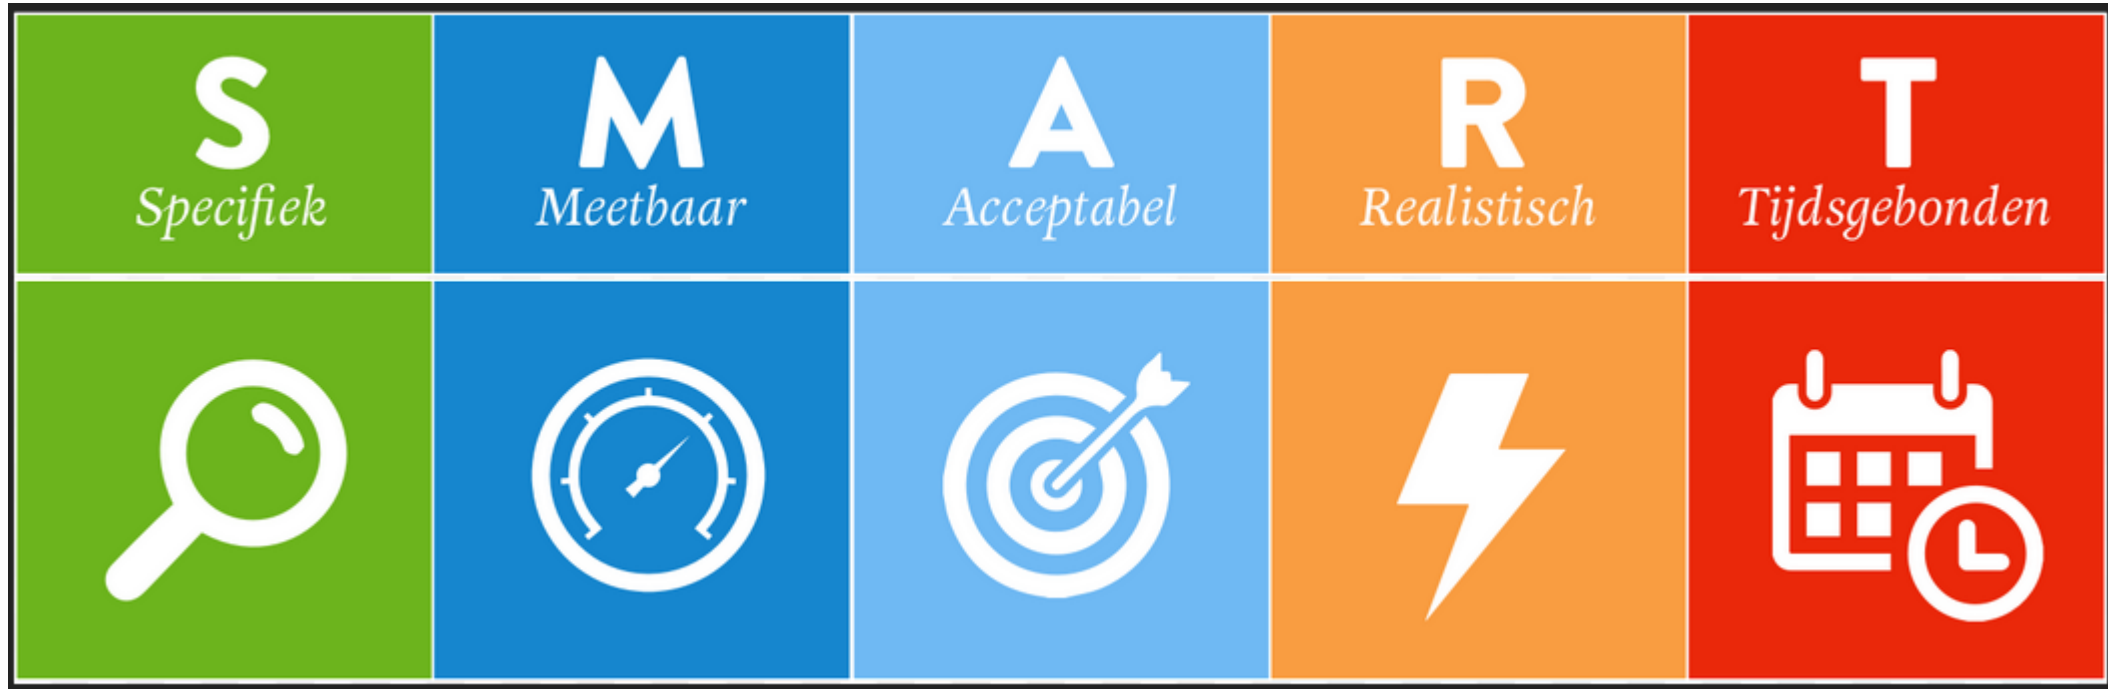 S
Specifiek
M
Meetbaar
A
Acceptabel
R
Realistisch
T
Tijdsgebonden